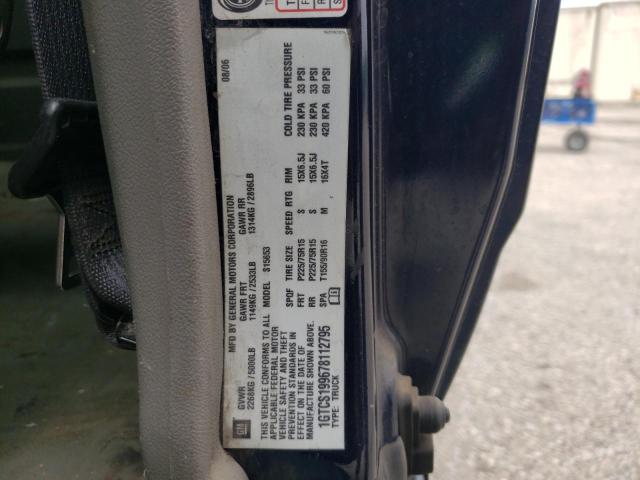 08/06
MFD BY GENERAL MOTORS CORPORATION
GVWR GAWR FRT GAWR RR
2268KG / 5000LB 1149KG / 2533LB 1314KG / 2896LB
THIS VEHICLE CONFORMS TO ALL
APPLICABLE FEDERAL MOTOR
VEHICLE SAFETY AND THEFT
PREVENTION STANDARDS IN
EFFECT ON THE DATE OF
MANUFACTURE SHOWN ABOVE.
1GTCS199678112795
TYPE: TRUCK
MODEL S15653
SPQF TIRE SIZE SPEED RTG RIM COLD TIRE PRESSURE
FRT P225/75R15 S 15X6.5J 230 KPA 33 PSI
RR P225/75R15 S 15X6.5J 230 KPA 33 PSI
SPA T155/90R16 M 16X4T 420 KPA 60 PSI
GM